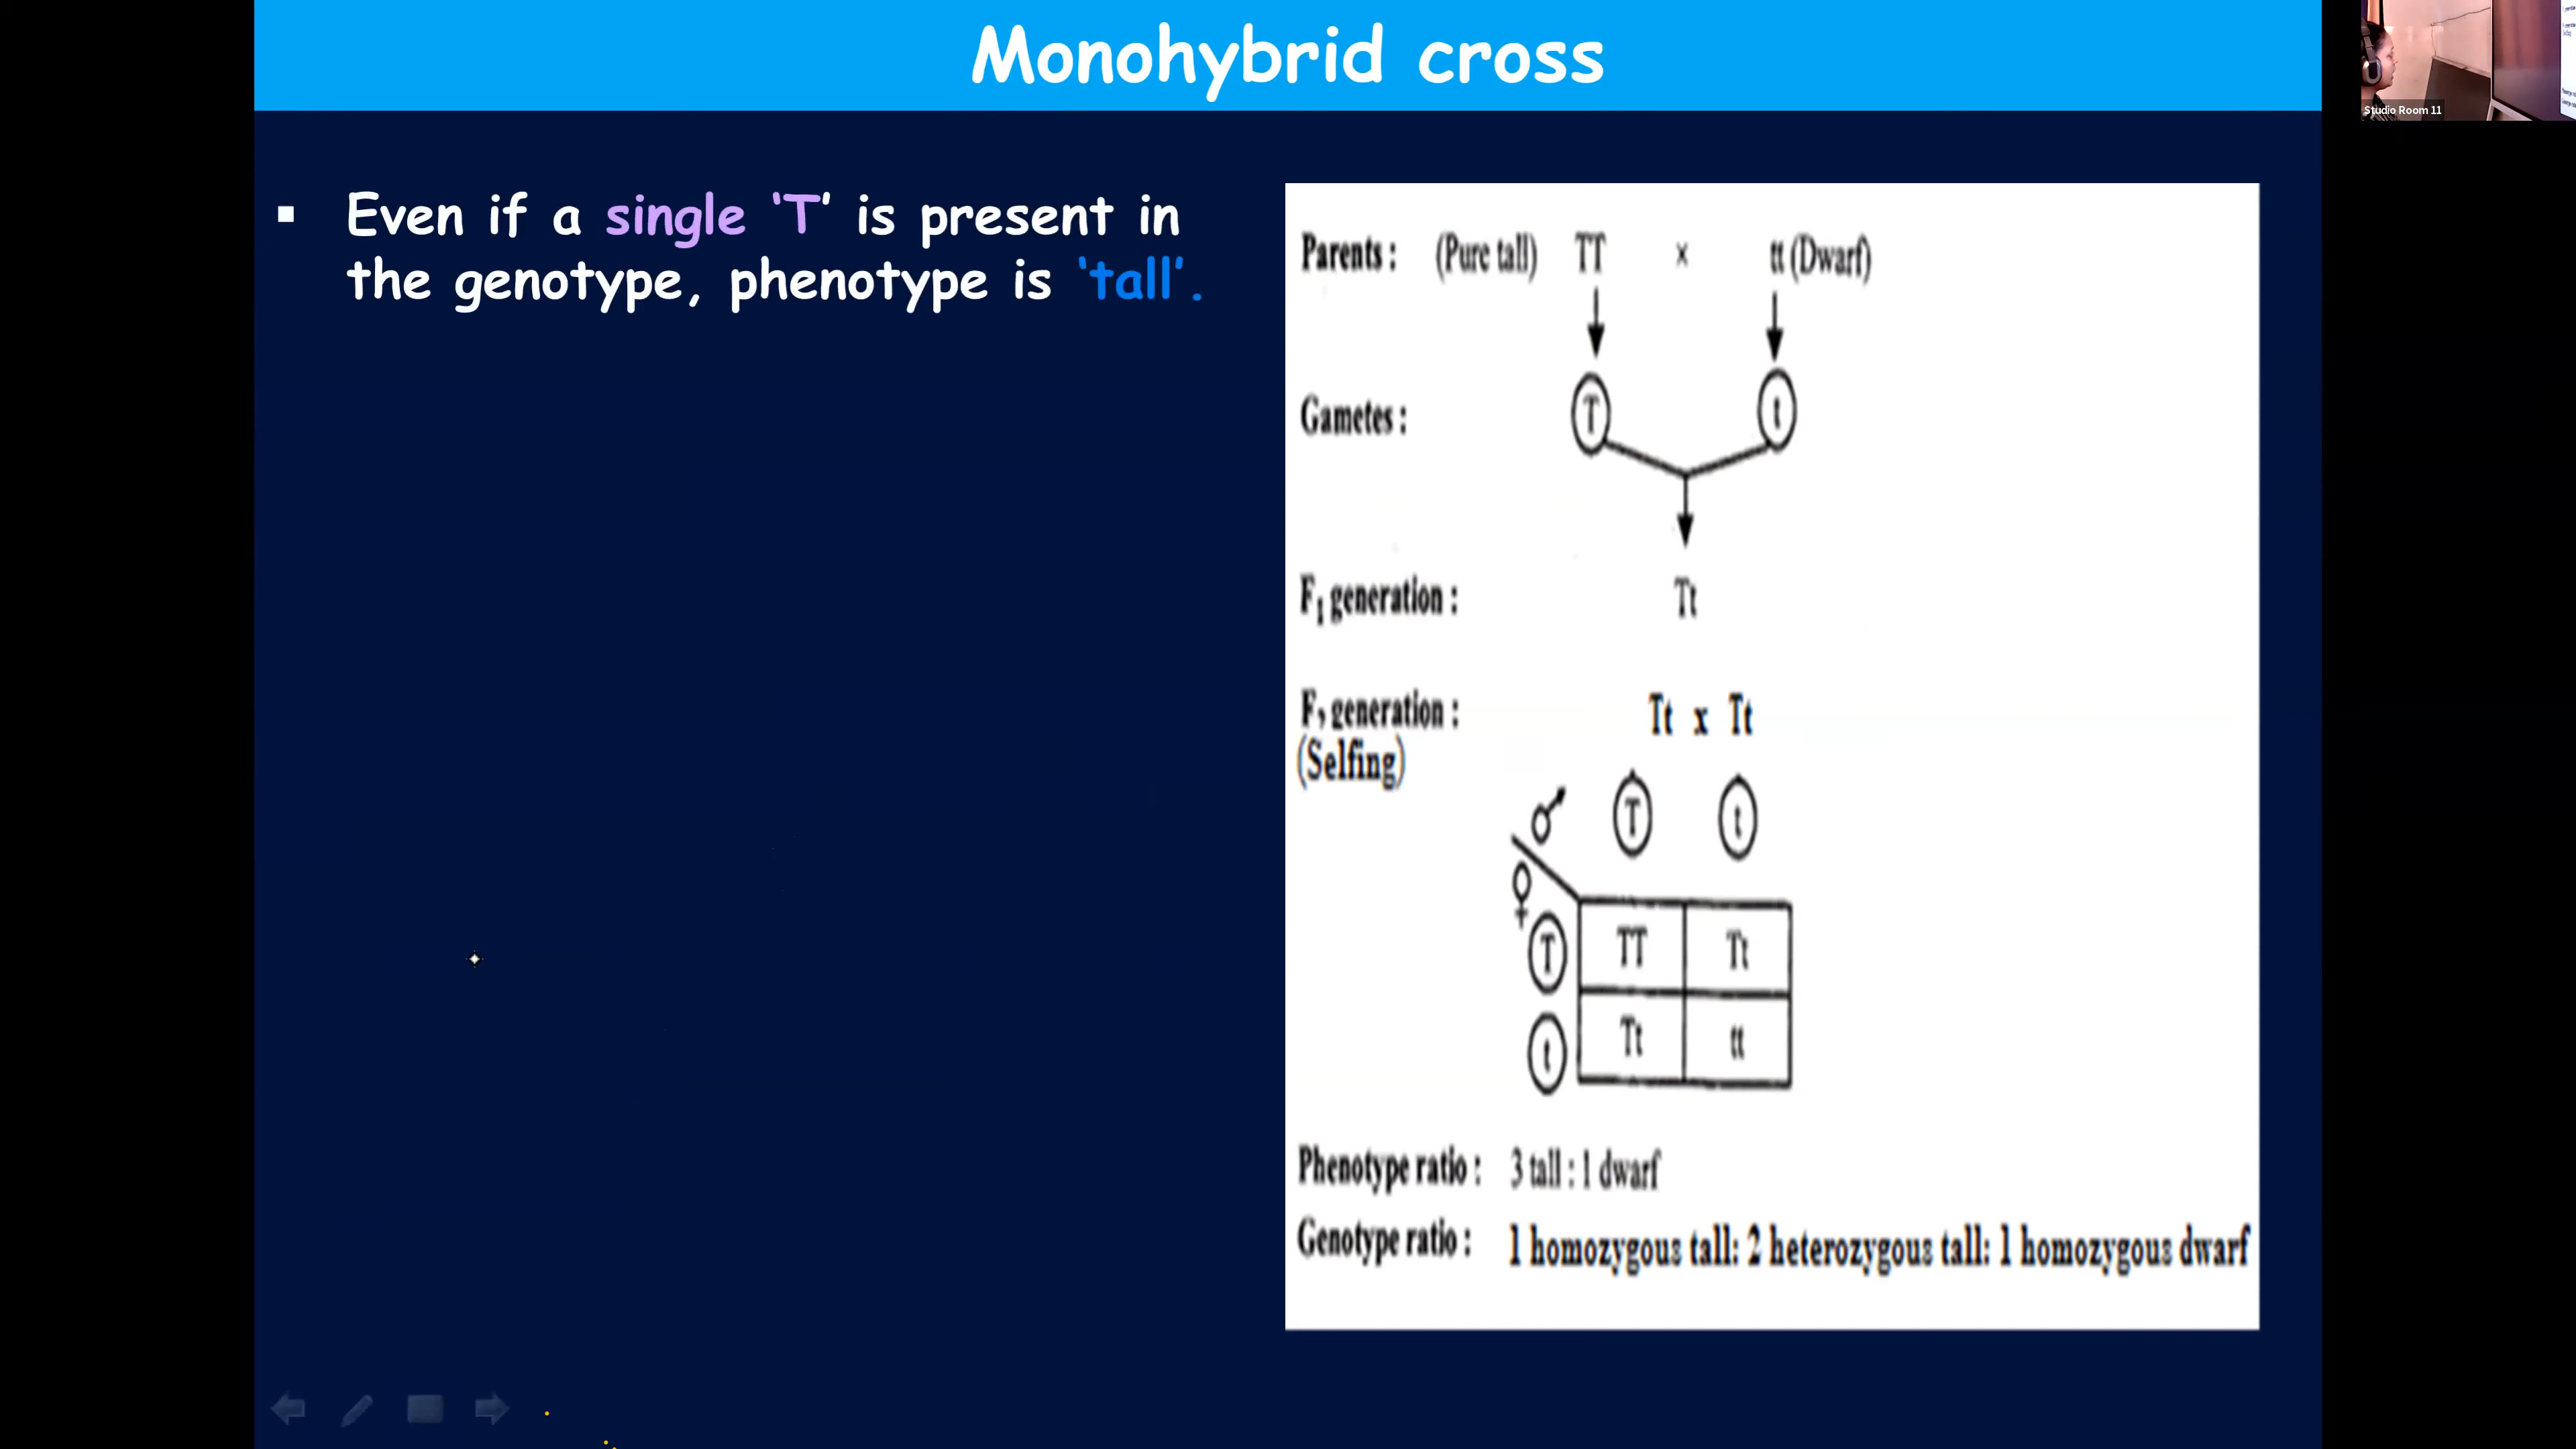 Monohybrid cross
Studio Room 11
▪ Even if a single ‘T’ is present in
the genotype, phenotype is ‘tall’.
Parents : (Pure tall) TT × tt (Dwarf)
Gametes : T t
F₁ generation : Tt
F₂ generation : Tt x Tt
(Selfing)
♂ T t
♀
T TT Tt
t Tt tt
Phenotype ratio : 3 tall : 1 dwarf
Genotype ratio : 1 homozygous tall: 2 heterozygous tall: 1 homozygous dwarf